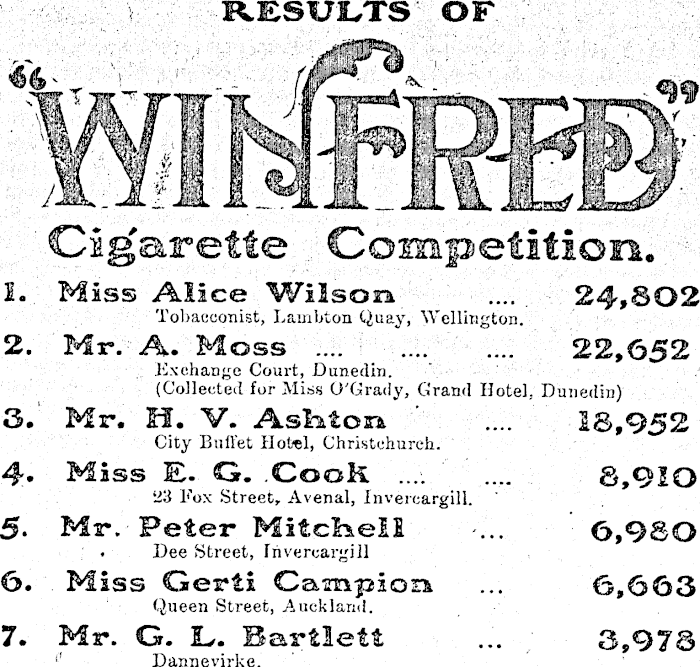 RESULTS OF
"WINFRED"
Cigarette Competition.
1. Miss Alice Wilson .... 24,802
Tobacconist, Lambton Quay, Wellington.
2. Mr. A. Moss .... .... .... 22,652
Exchange Court, Dunedin.
(Collected for Miss O'Grady, Grand Hotel, Dunedin)
3. Mr. H. V. Ashton .... 18,952
City Buffet Hotel, Christchurch.
4. Miss E. G. Cook .... .... 8,910
23 Fox Street, Avenal, Invercargill.
5. Mr. Peter Mitchell ... 6,980
Dee Street, Invercargill
6. Miss Gerti Campion ... 6,663
Queen Street, Auckland.
7. Mr. G. L. Bartlett ... 3,978
Dannevirke.